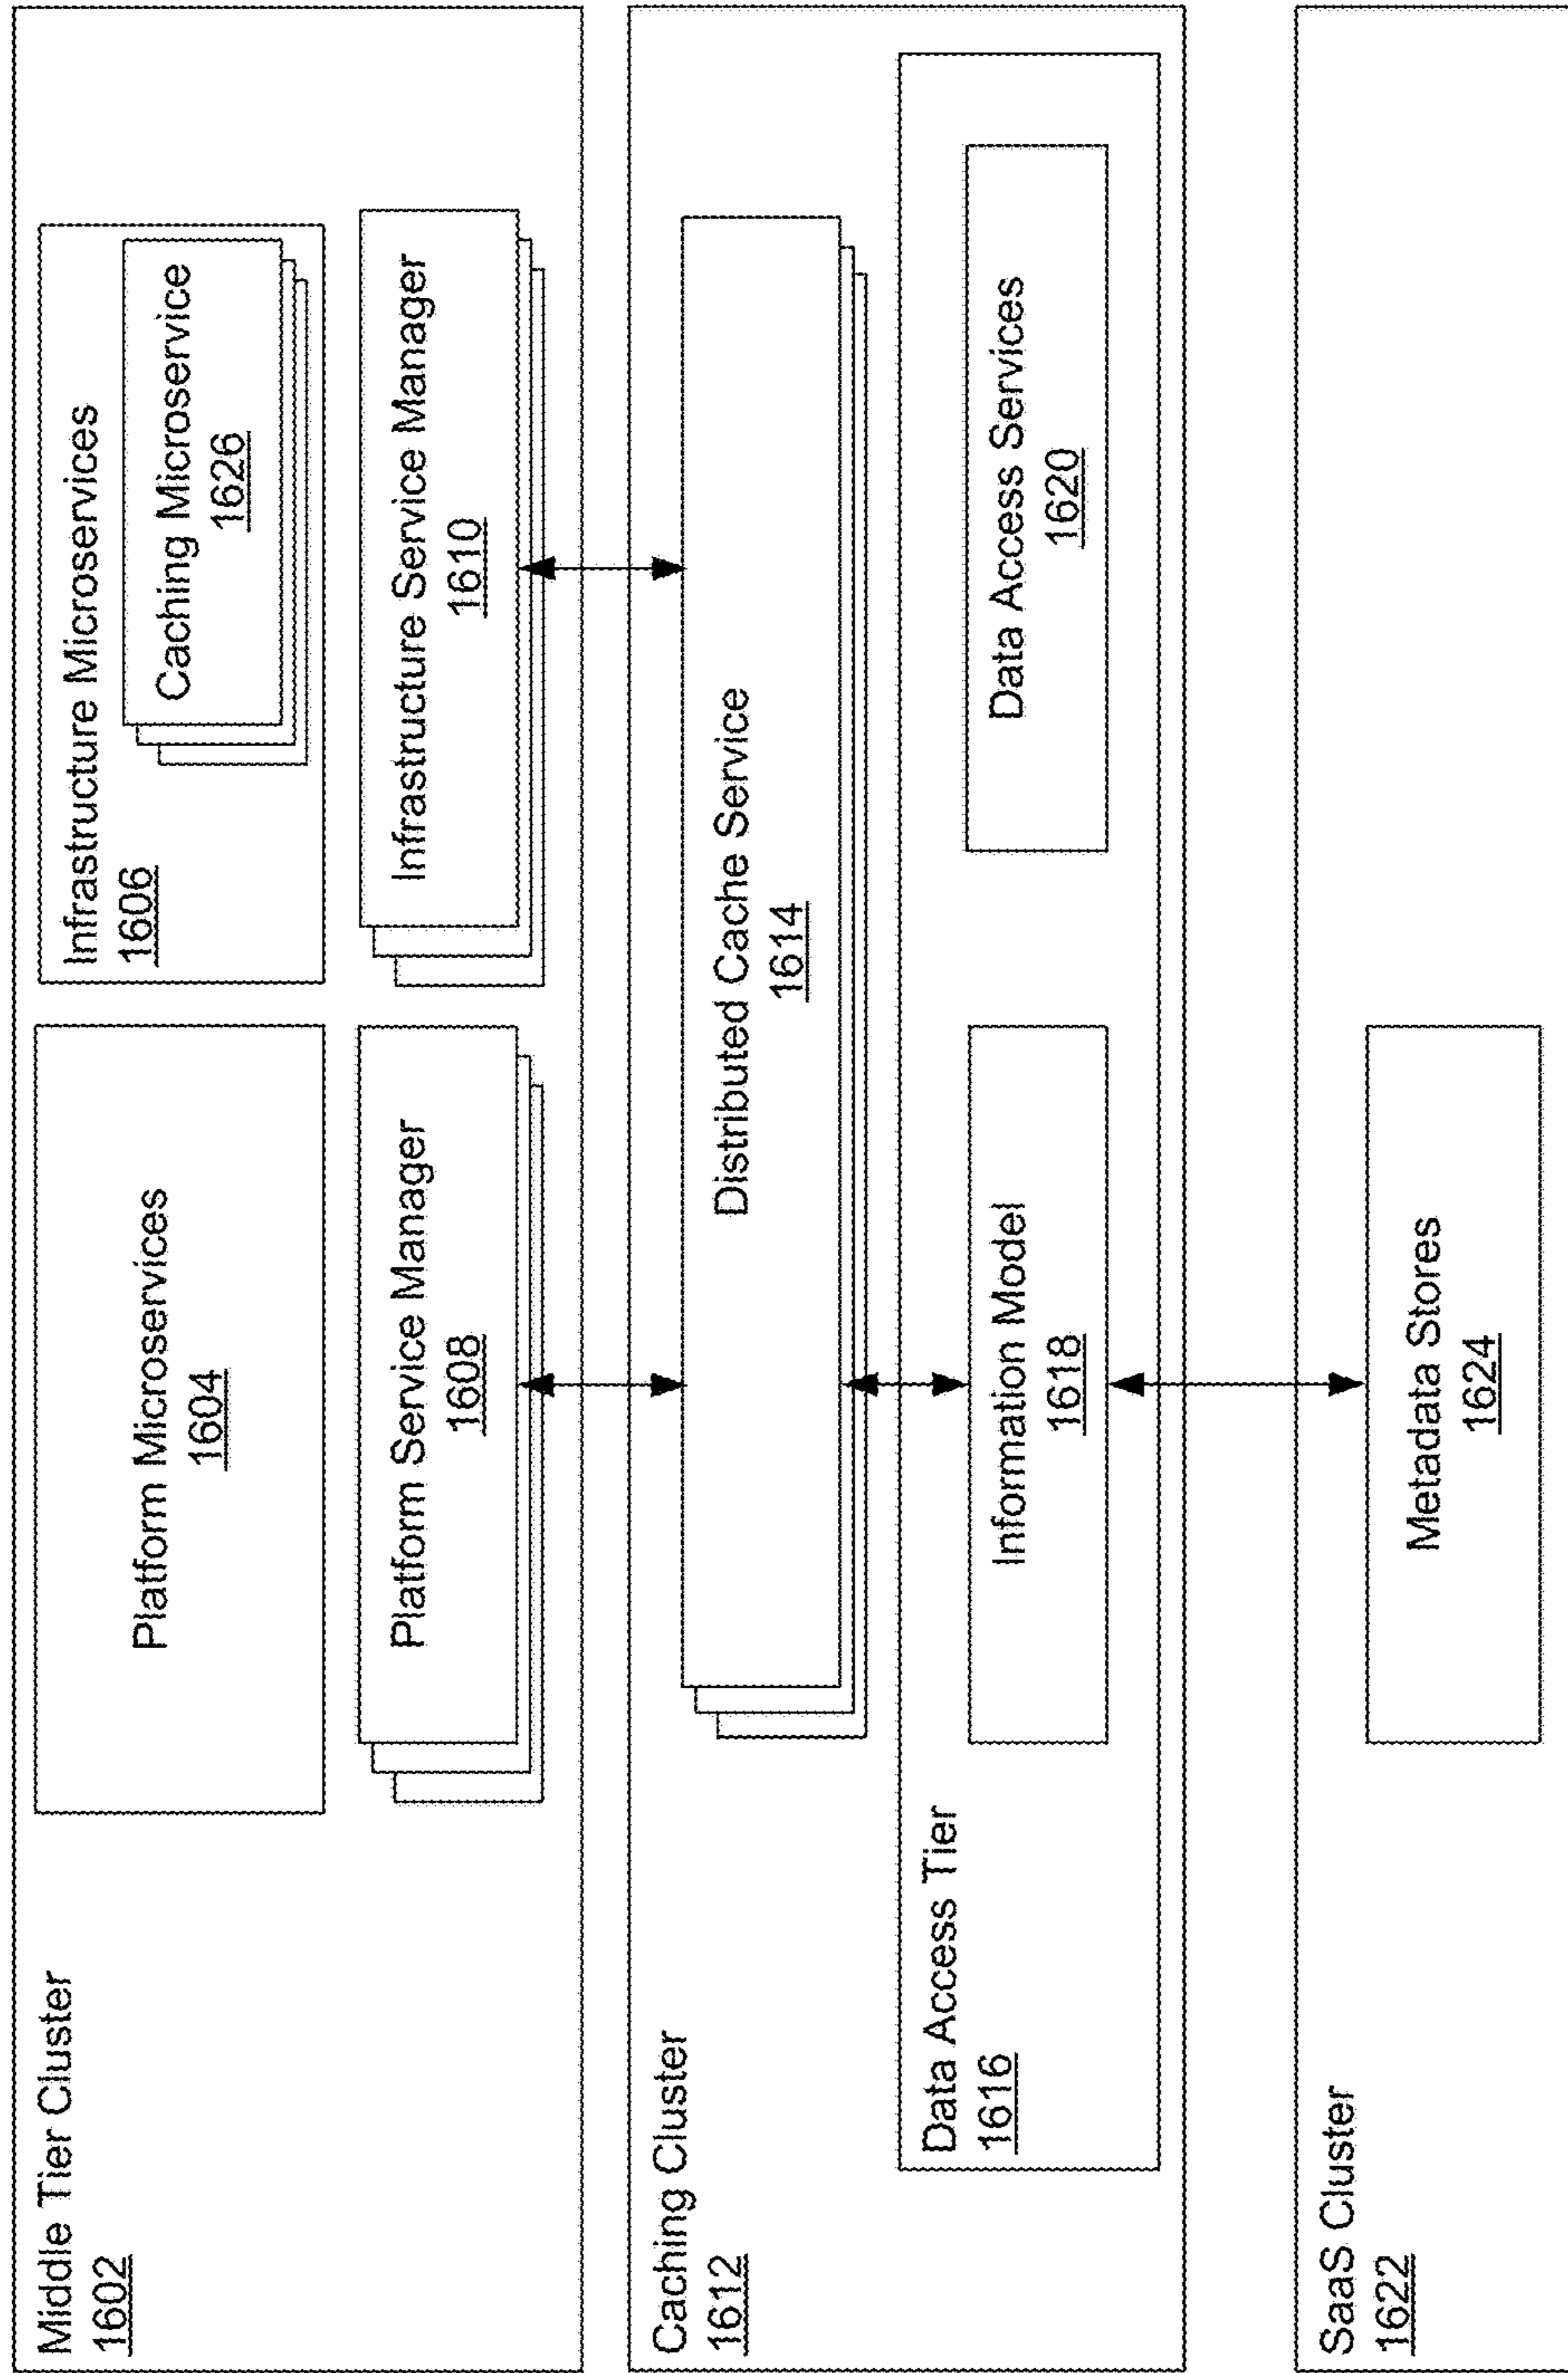 Middle Tier Cluster
1602
Platform Microservices
1604
Infrastructure Microservices
1606
Caching Microservice
1626
Platform Service Manager
1608
Infrastructure Service Manager
1610
Caching Cluster
1612
Distributed Cache Service
1614
Data Access Tier
1616
Information Model
1618
Data Access Services
1620
SaaS Cluster
1622
Metadata Stores
1624